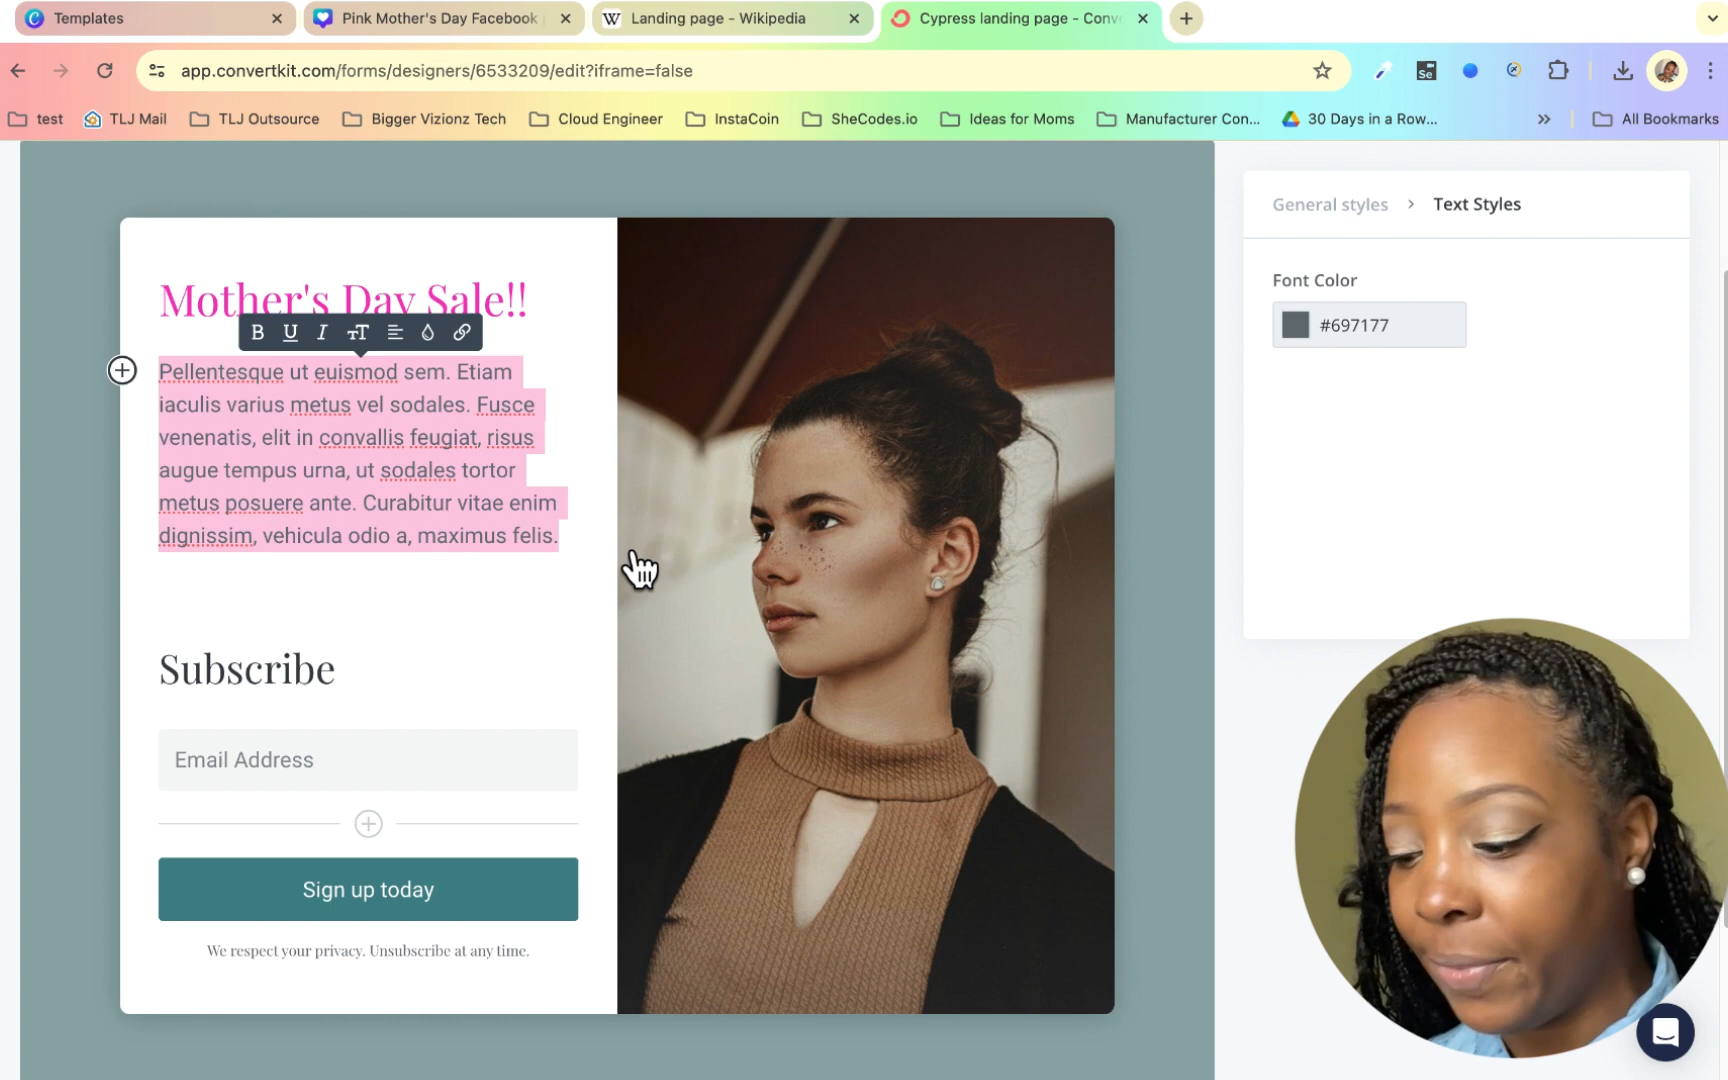 Templates
Pink Mother's Day Facebook
Landing page - Wikipedia
Cypress landing page - Conv
app.convertkit.com/forms/designers/6533209/edit?iframe=false
Se
test
TLJ Mail
TLJ Outsource
Bigger Vizionz Tech
Cloud Engineer
InstaCoin
SheCodes.io
Ideas for Moms
Manufacturer Con...
30 Days in a Row...
All Bookmarks
General styles > Text Styles
Font Color
#697177
Mother's Day Sale!!
B U I TT
Pellentesque ut euismod sem. Etiam
iaculis varius metus vel sodales. Fusce
venenatis, elit in convallis feugiat, risus
augue tempus urna, ut sodales tortor
metus posuere ante. Curabitur vitae enim
dignissim, vehicula odio a, maximus felis.
Subscribe
Email Address
Sign up today
We respect your privacy. Unsubscribe at any time.